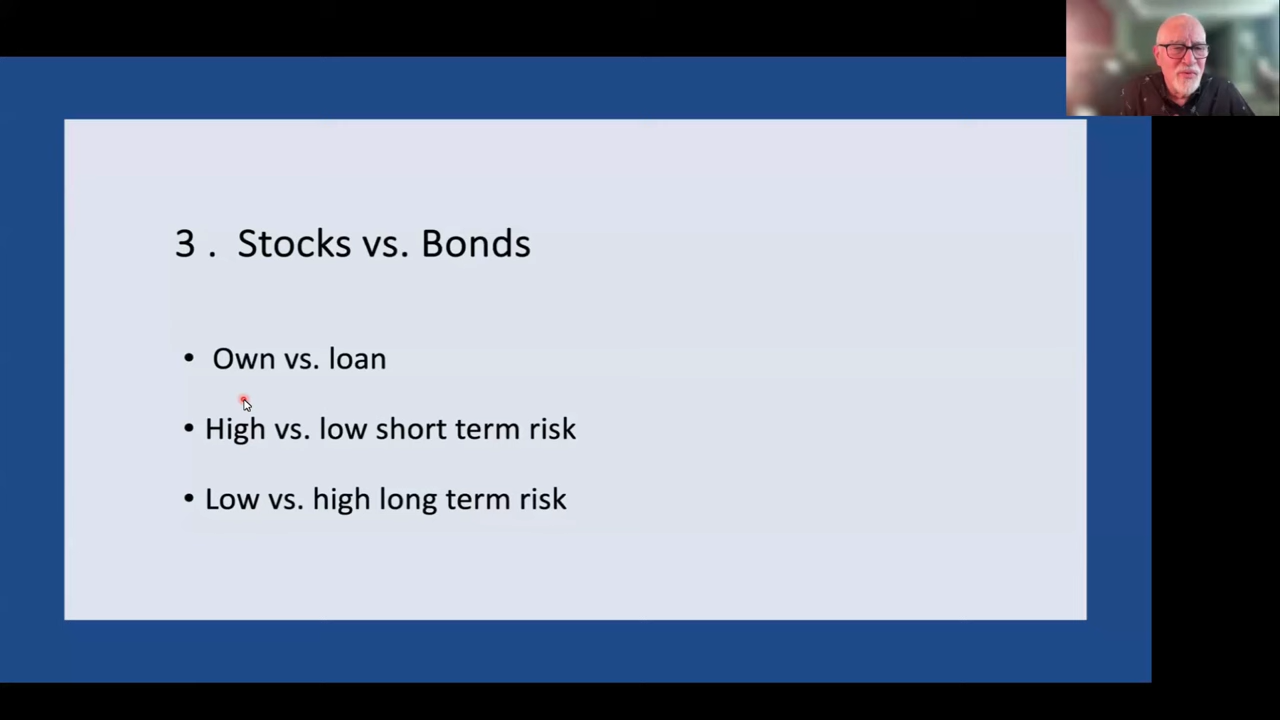 3 . Stocks vs. Bonds
• Own vs. loan
• High vs. low short term risk
• Low vs. high long term risk